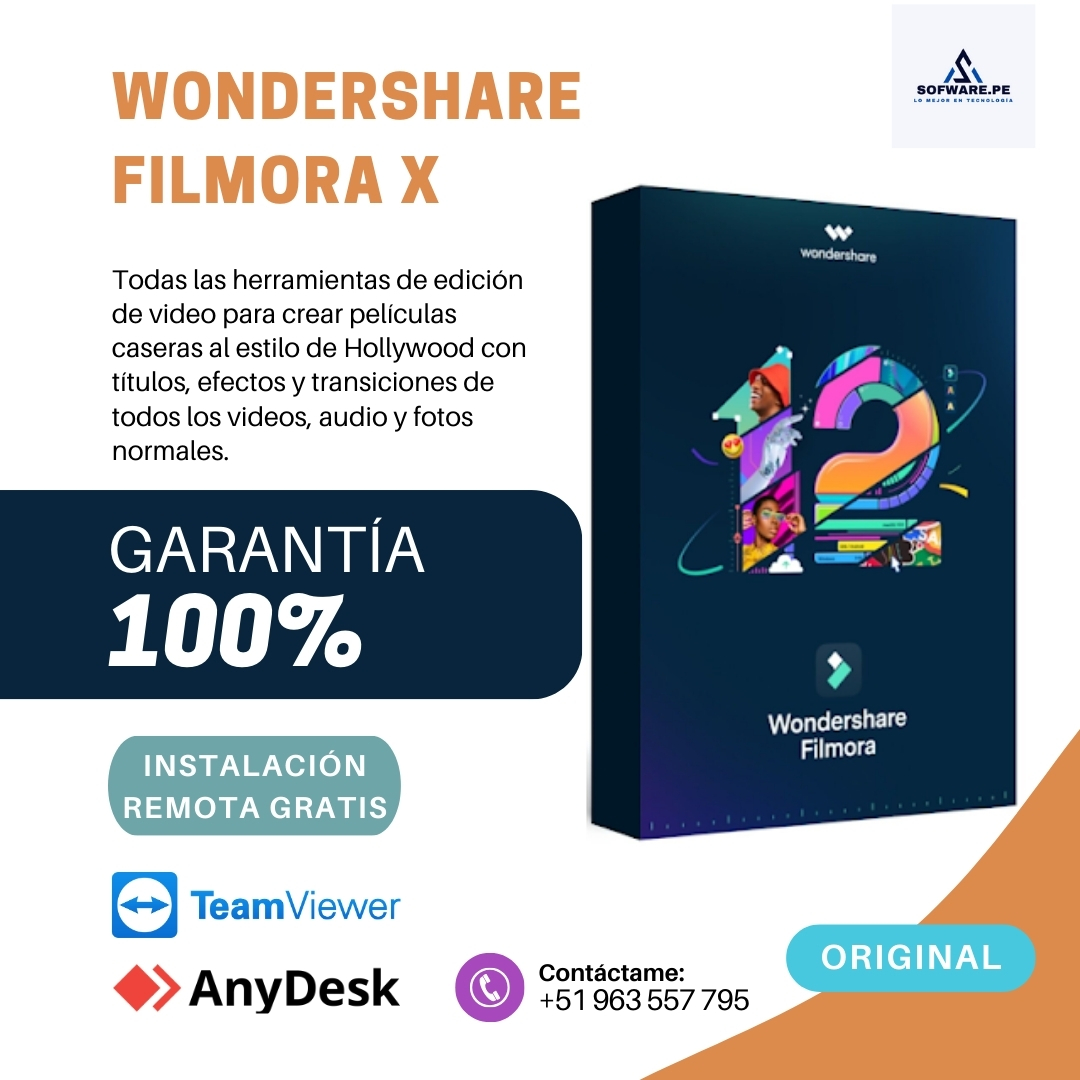 WONDERSHARE
FILMORA X
SOFWARE.PE
LO MEJOR EN TECNOLOGÍA
Todas las herramientas de edición
de video para crear películas
caseras al estilo de Hollywood con
títulos, efectos y transiciones de
todos los videos, audio y fotos
normales.
wondershare
12
Wondershare
Filmora
GARANTÍA
100%
INSTALACIÓN
REMOTA GRATIS
TeamViewer
AnyDesk
Contáctame:
+51 963 557 795
ORIGINAL